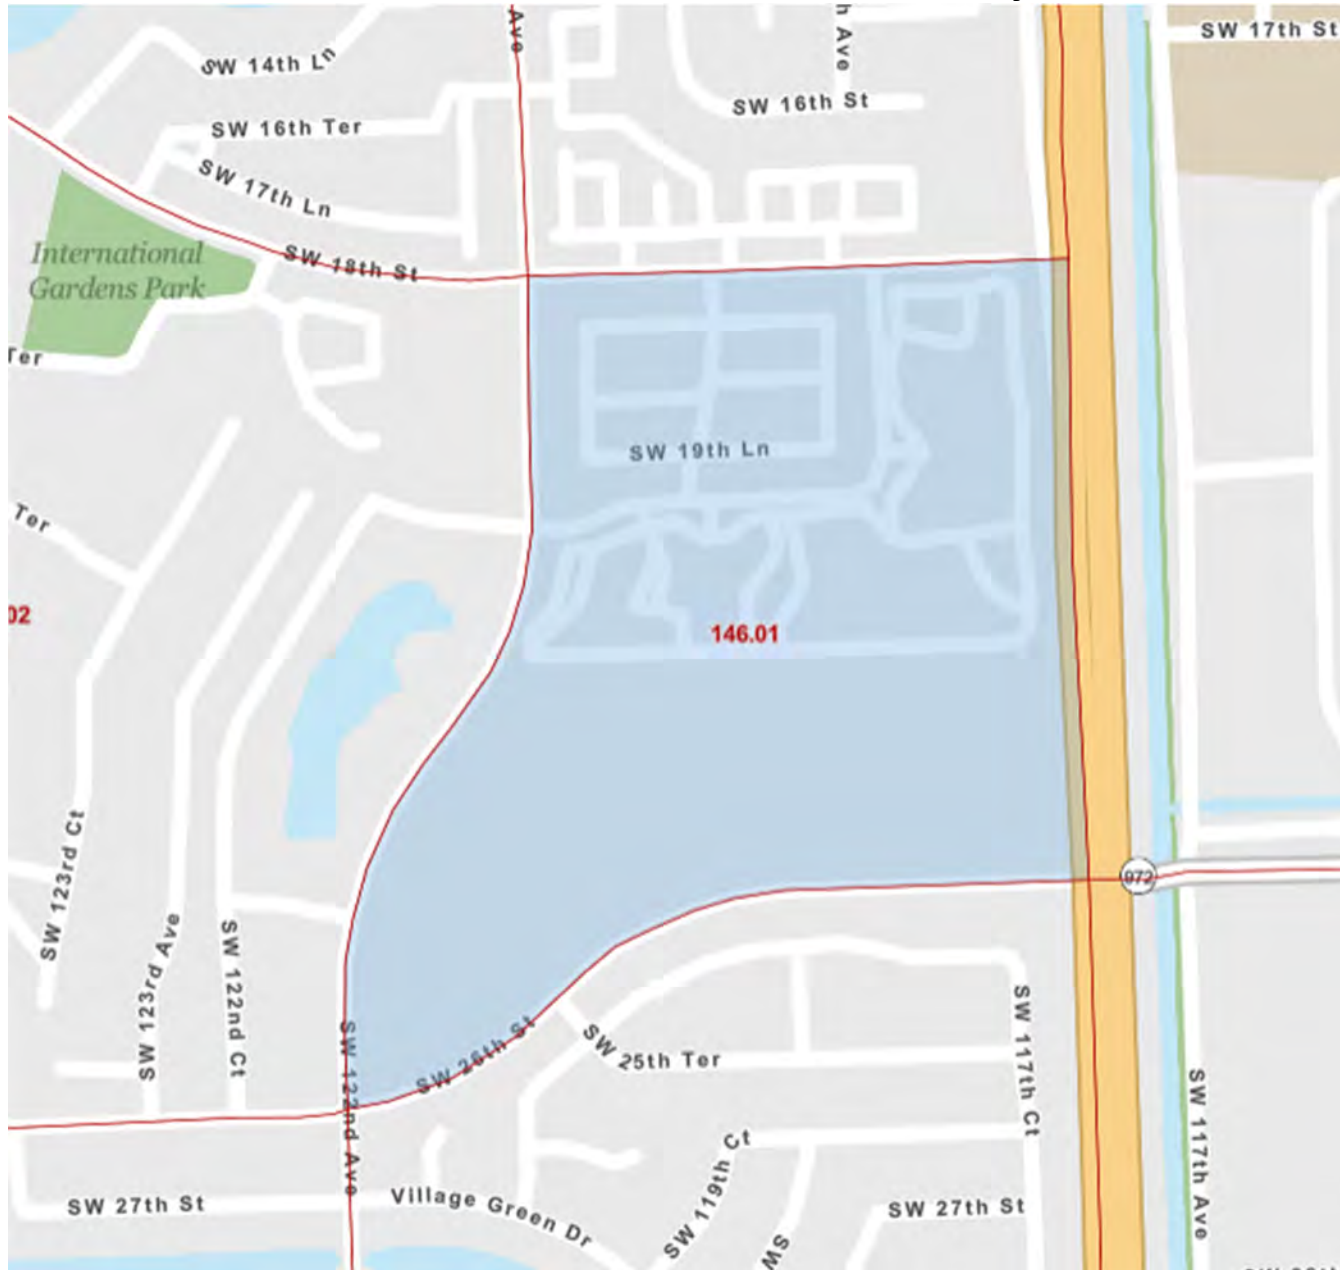 Ave
h Ave
SW 17th St
SW 14th Ln
SW 16th St
SW 16th Ter
SW 17th Ln
International
Gardens Park
SW 18th St
Ter
SW 19th Ln
Ter
02
146.01
SW 123rd Ct
972
SW 123rd Ave
SW 122nd Ct
SW 122nd Ave
SW 26th St
SW 25th Ter
SW 117th Ct
SW 117th Ave
SW 119th Ct
SW 27th St
Village Green Dr
SW 27th St
SW